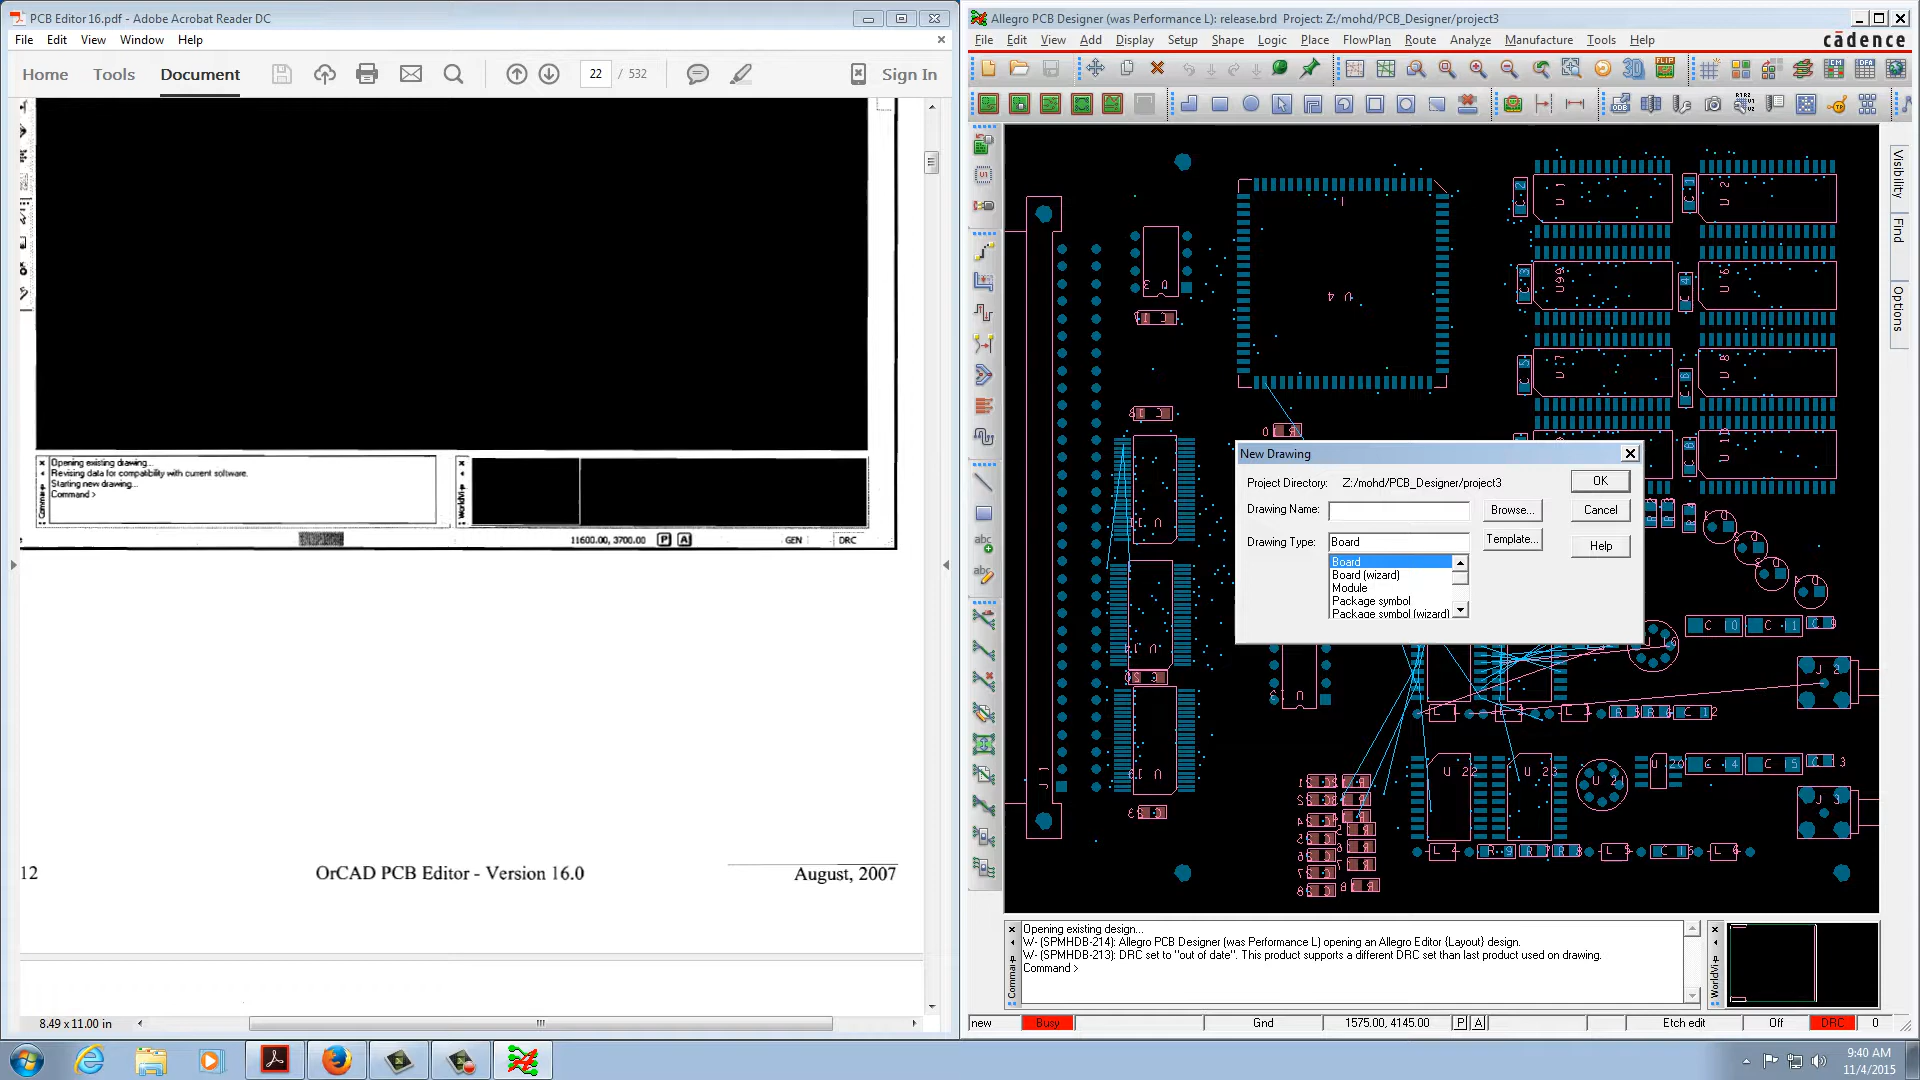 PCB Editor 16.pdf - Adobe Acrobat Reader DC
File Edit View Window Help
Home Tools Document 22 / 532 Sign In
Opening existing drawing...
Revising data for compatibility with current software.
Starting new drawing...
Command >
11600.00, 3700.00 P A GEN DRC
12 OrCAD PCB Editor - Version 16.0 August, 2007
8.49 x 11.00 in
Allegro PCB Designer (was Performance L): release.brd Project: Z:/mohd/PCB_Designer/project3
File Edit View Add Display Setup Shape Logic Place FlowPlan Route Analyze Manufacture Tools Help
cādence
Visibility
Find
Options
New Drawing
Project Directory: Z:/mohd/PCB_Designer/project3 OK
Drawing Name: Browse... Cancel
Drawing Type: Board Template... Help
Board
Board (wizard)
Module
Package symbol
Package symbol (wizard)
Opening existing design...
W- (SPMHDB-214): Allegro PCB Designer (was Performance L) opening an Allegro Editor {Layout} design.
W- (SPMHDB-213): DRC set to "out of date". This product supports a different DRC set than last product used on drawing.
Command >
new Busy Gnd 1575.00, 4145.00 P A Etch edit Off DRC 0
9:40 AM
11/4/2015